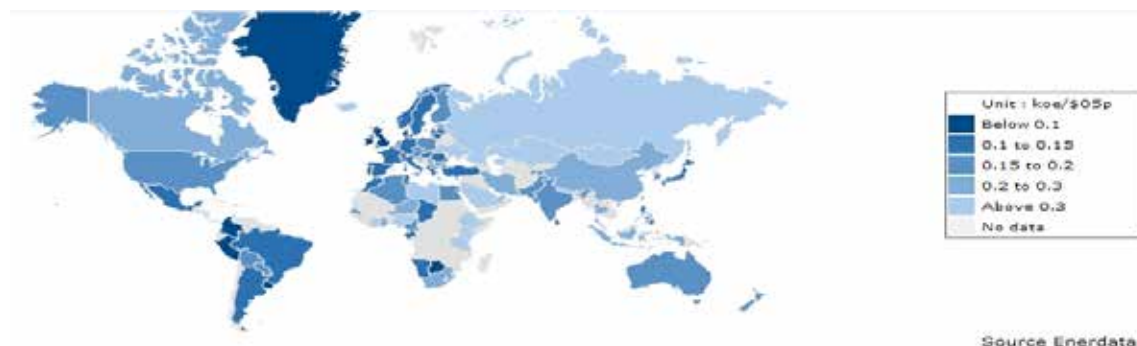 Unit : koe/$05p
Below 0.1
0.1 to 0.15
0.15 to 0.2
0.2 to 0.3
Above 0.3
No data
Source Enerdata